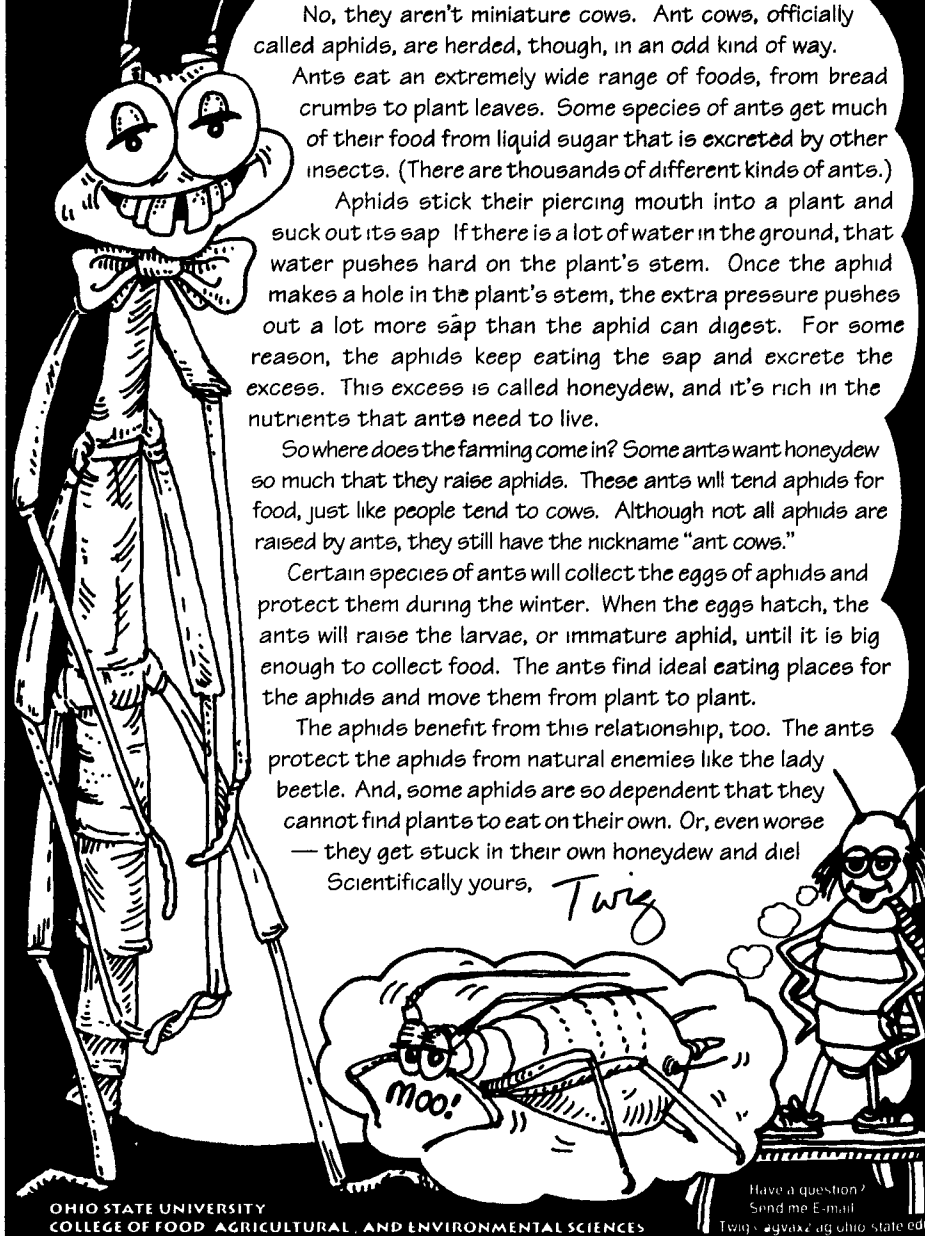 No, they aren't miniature cows. Ant cows, officially
called aphids, are herded, though, in an odd kind of way.
Ants eat an extremely wide range of foods, from bread
crumbs to plant leaves. Some species of ants get much
of their food from liquid sugar that is excreted by other
insects. (There are thousands of different kinds of ants.)
Aphids stick their piercing mouth into a plant and
suck out its sap If there is a lot of water in the ground, that
water pushes hard on the plant's stem. Once the aphid
makes a hole in the plant's stem, the extra pressure pushes
out a lot more sap than the aphid can digest. For some
reason, the aphids keep eating the sap and excrete the
excess. This excess is called honeydew, and it's rich in the
nutrients that ants need to live.
So where does the farming come in? Some ants want honeydew
so much that they raise aphids. These ants will tend aphids for
food, just like people tend to cows. Although not all aphids are
raised by ants, they still have the nickname "ant cows."
Certain species of ants will collect the eggs of aphids and
protect them during the winter. When the eggs hatch, the
ants will raise the larvae, or immature aphid, until it is big
enough to collect food. The ants find ideal eating places for
the aphids and move them from plant to plant.
The aphids benefit from this relationship, too. The ants
protect the aphids from natural enemies like the lady
beetle. And, some aphids are so dependent that they
cannot find plants to eat on their own. Or, even worse
— they get stuck in their own honeydew and die!
Scientifically yours, Twig
MOO!
Have a question?
Send me E-mail
OHIO STATE UNIVERSITY
COLLEGE OF FOOD AGRICULTURAL, AND ENVIRONMENTAL SCIENCES